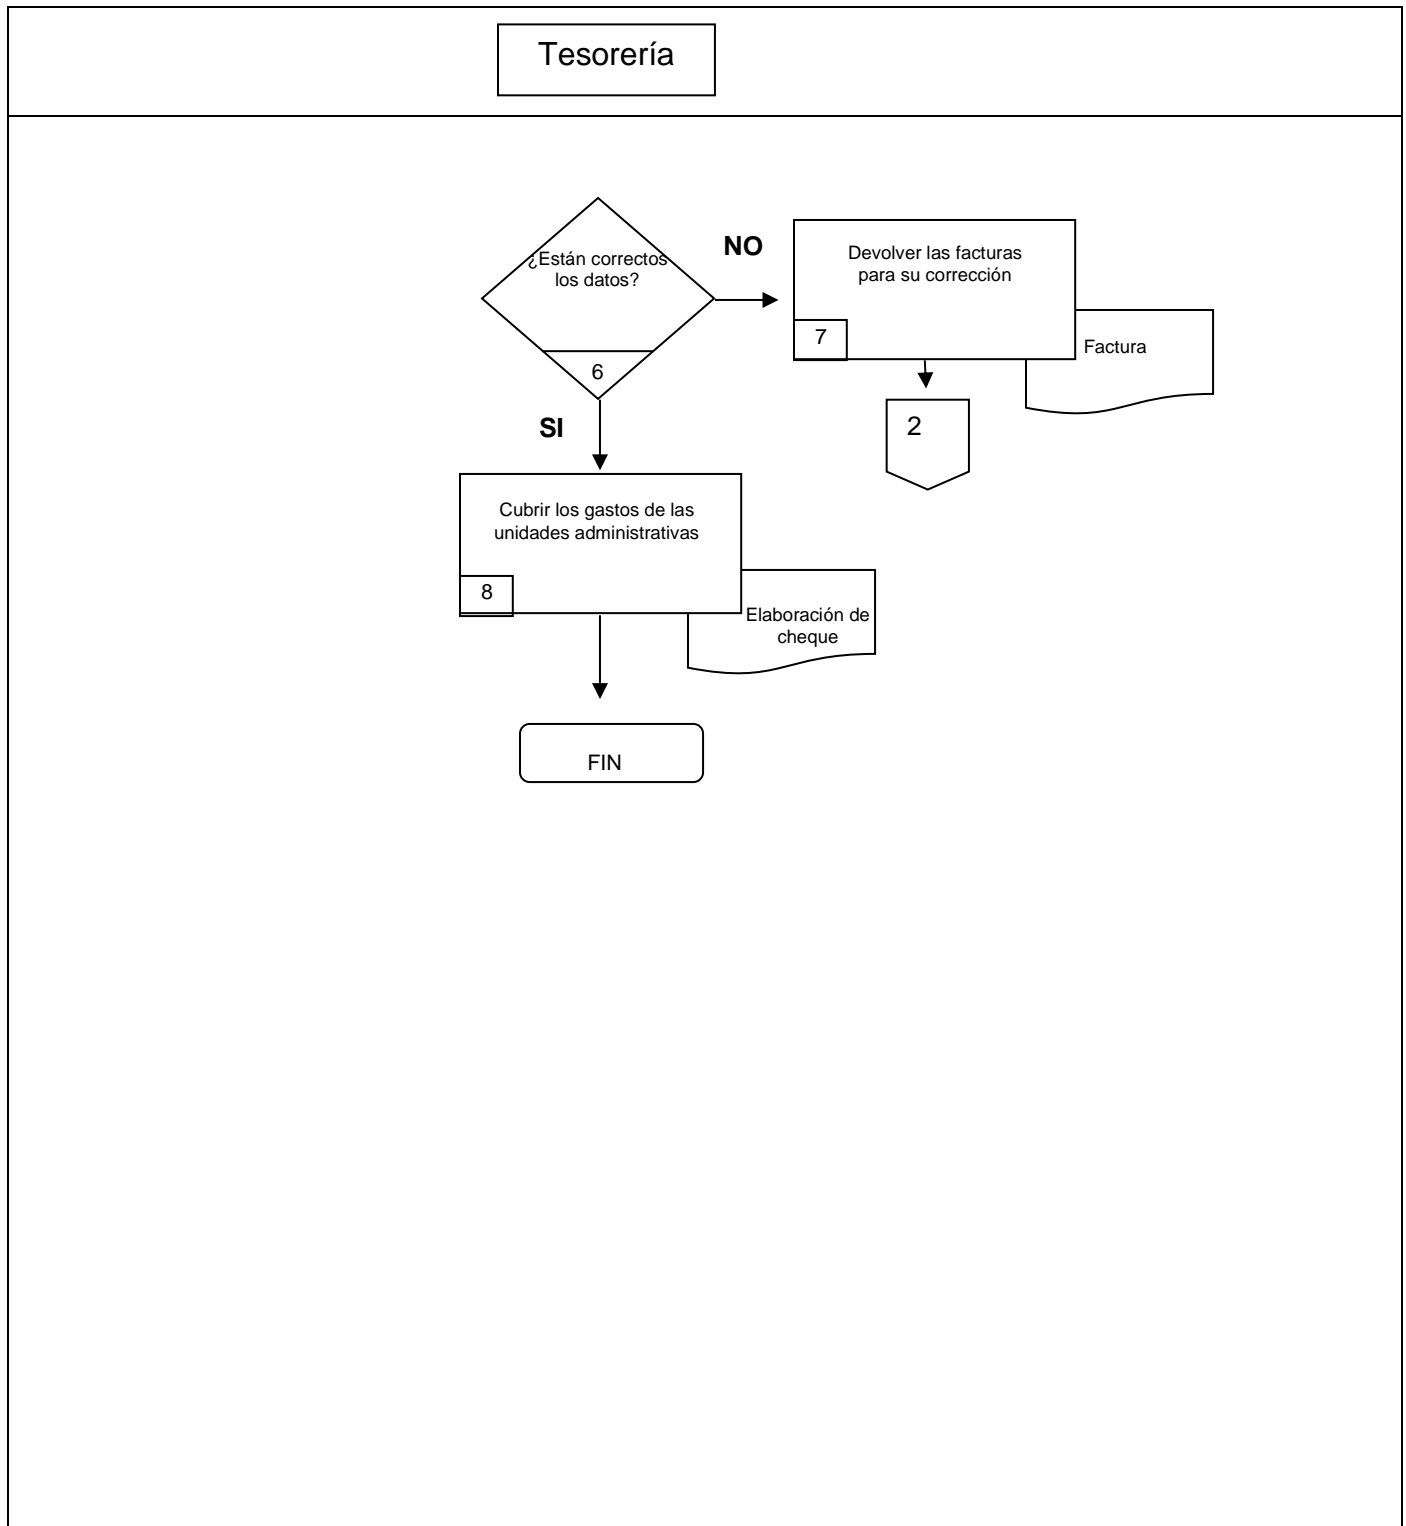 Tesorería
¿Están correctos
los datos?
6
NO
Devolver las facturas
para su corrección
7
Factura
2
SI
Cubrir los gastos de las
unidades administrativas
8
Elaboración de
cheque
FIN